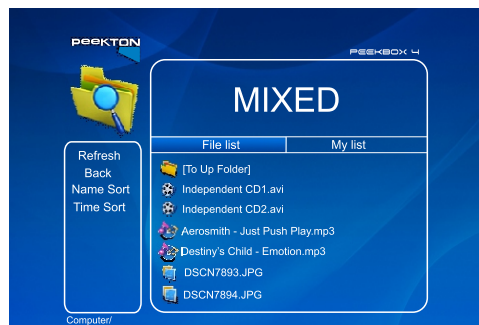 PEEKTON
PEEKBOX 4
MIXED
File list
My list
Refresh
Back
Name Sort
Time Sort
[To Up Folder]
Independent CD1.avi
Independent CD2.avi
Aerosmith - Just Push Play.mp3
Destiny's Child - Emotion.mp3
DSCN7893.JPG
DSCN7894.JPG
Computer/